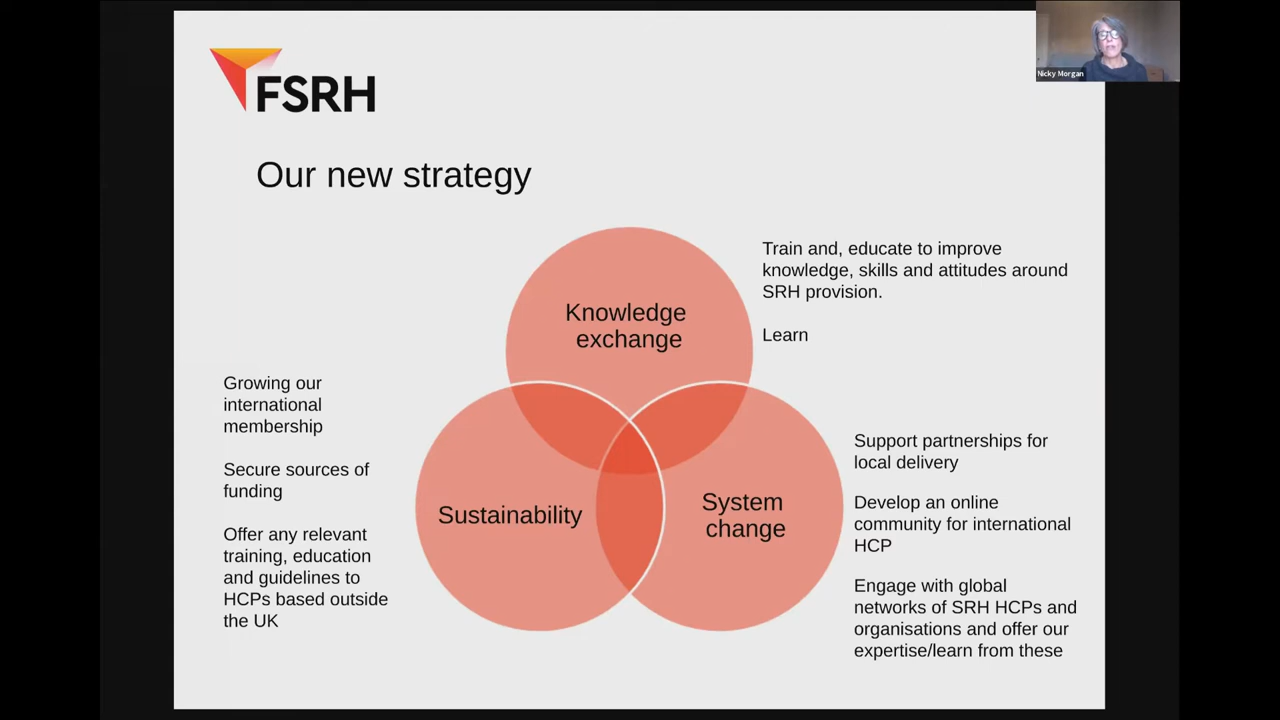 Nicky Morgan
FSRH
Our new strategy
Knowledge
exchange
Train and, educate to improve
knowledge, skills and attitudes around
SRH provision.
Learn
Growing our
international
membership
Secure sources of
funding
Offer any relevant
training, education
and guidelines to
HCPs based outside
the UK
Sustainability
System
change
Support partnerships for
local delivery
Develop an online
community for international
HCP
Engage with global
networks of SRH HCPs and
organisations and offer our
expertise/learn from these